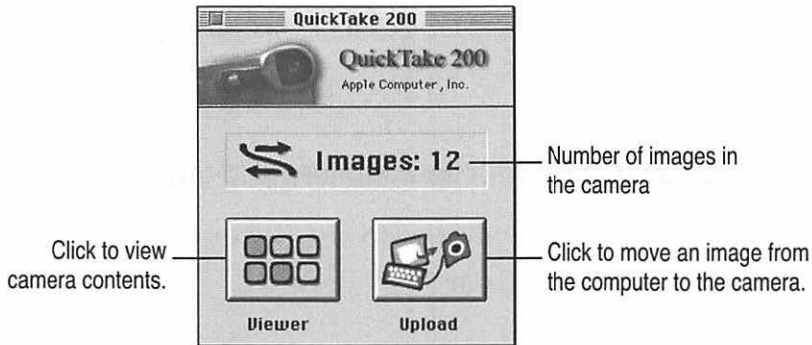 QuickTake 200
QuickTake 200
Apple Computer, Inc.
Images: 12
Number of images in
the camera
Click to view
camera contents.
Click to move an image from
the computer to the camera.
Viewer
Upload